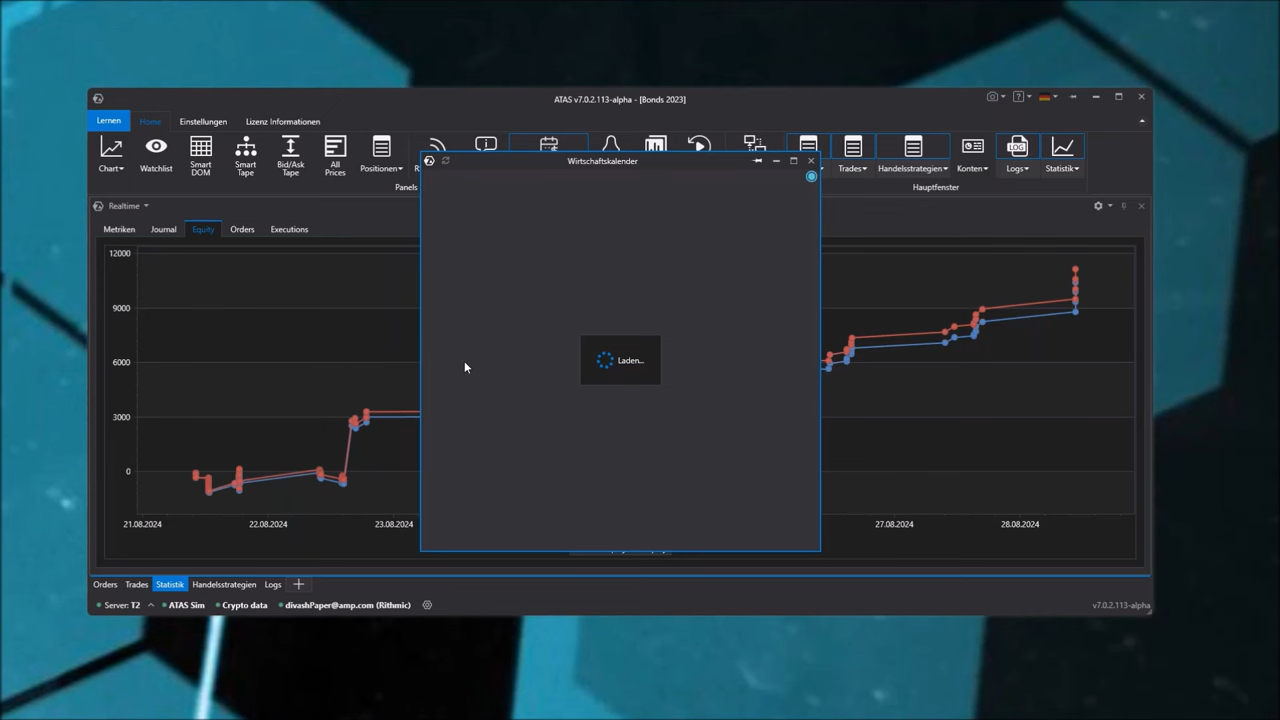 ATAS v7.0.2.113-alpha - [Bonds 2023]
Lernen Home Einstellungen Lizenz Informationen
Chart Watchlist Smart DOM Smart Tape Bid/Ask Tape All Prices Positionen Trades Handelsstrategien LOG Konten Logs Statistik
Panels Hauptfenster
Wirtschaftskalender
Realtime
Metriken Journal Equity Orders Executions
12000
9000
6000
3000
0
Laden...
21.08.2024 22.08.2024 23.08.2024 27.08.2024 28.08.2024
Orders Trades Statistik Handelsstrategien Logs
Server: T2 ATAS Sim Crypto data divashPaper@amp.com (Rithmic) v7.0.2.113-alpha